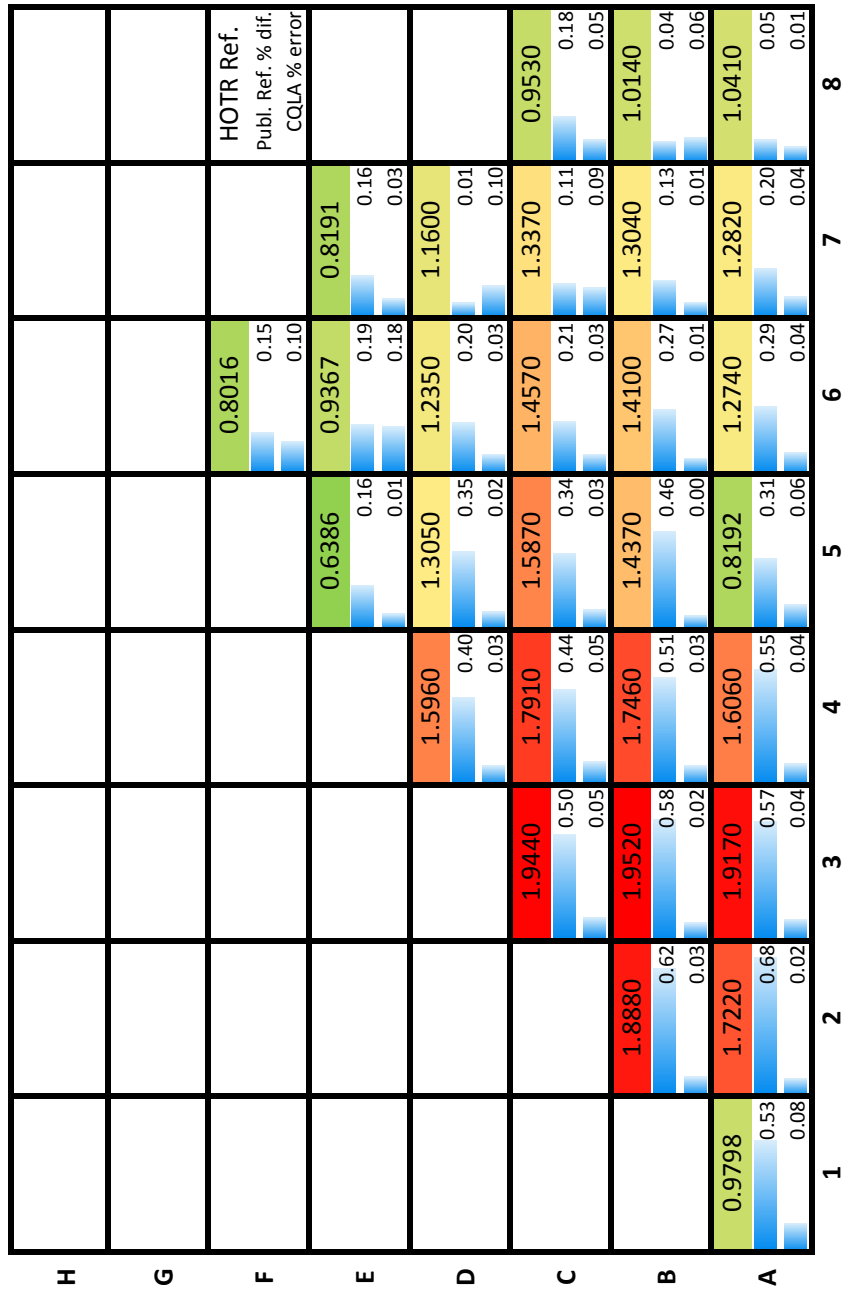 H
G
F 0.8016 HOTR Ref.
0.15 Publ. Ref. % dif.
0.10 CQLA % error
E 0.6386 0.9367 0.8191
0.16 0.19 0.16
0.01 0.18 0.03
D 1.5960 1.3050 1.2350 1.1600
0.40 0.35 0.20 0.01
0.03 0.02 0.03 0.10
C 1.9440 1.7910 1.5870 1.4570 1.3370 0.9530
0.50 0.44 0.34 0.21 0.11 0.18
0.05 0.05 0.03 0.03 0.09 0.05
B 1.8880 1.9520 1.7460 1.4370 1.4100 1.3040 1.0140
0.62 0.58 0.51 0.46 0.27 0.13 0.04
0.03 0.02 0.03 0.00 0.01 0.01 0.06
A 0.9798 1.7220 1.9170 1.6060 0.8192 1.2740 1.2820 1.0410
0.53 0.68 0.57 0.55 0.31 0.29 0.20 0.05
0.08 0.02 0.04 0.04 0.06 0.04 0.04 0.01
1 2 3 4 5 6 7 8